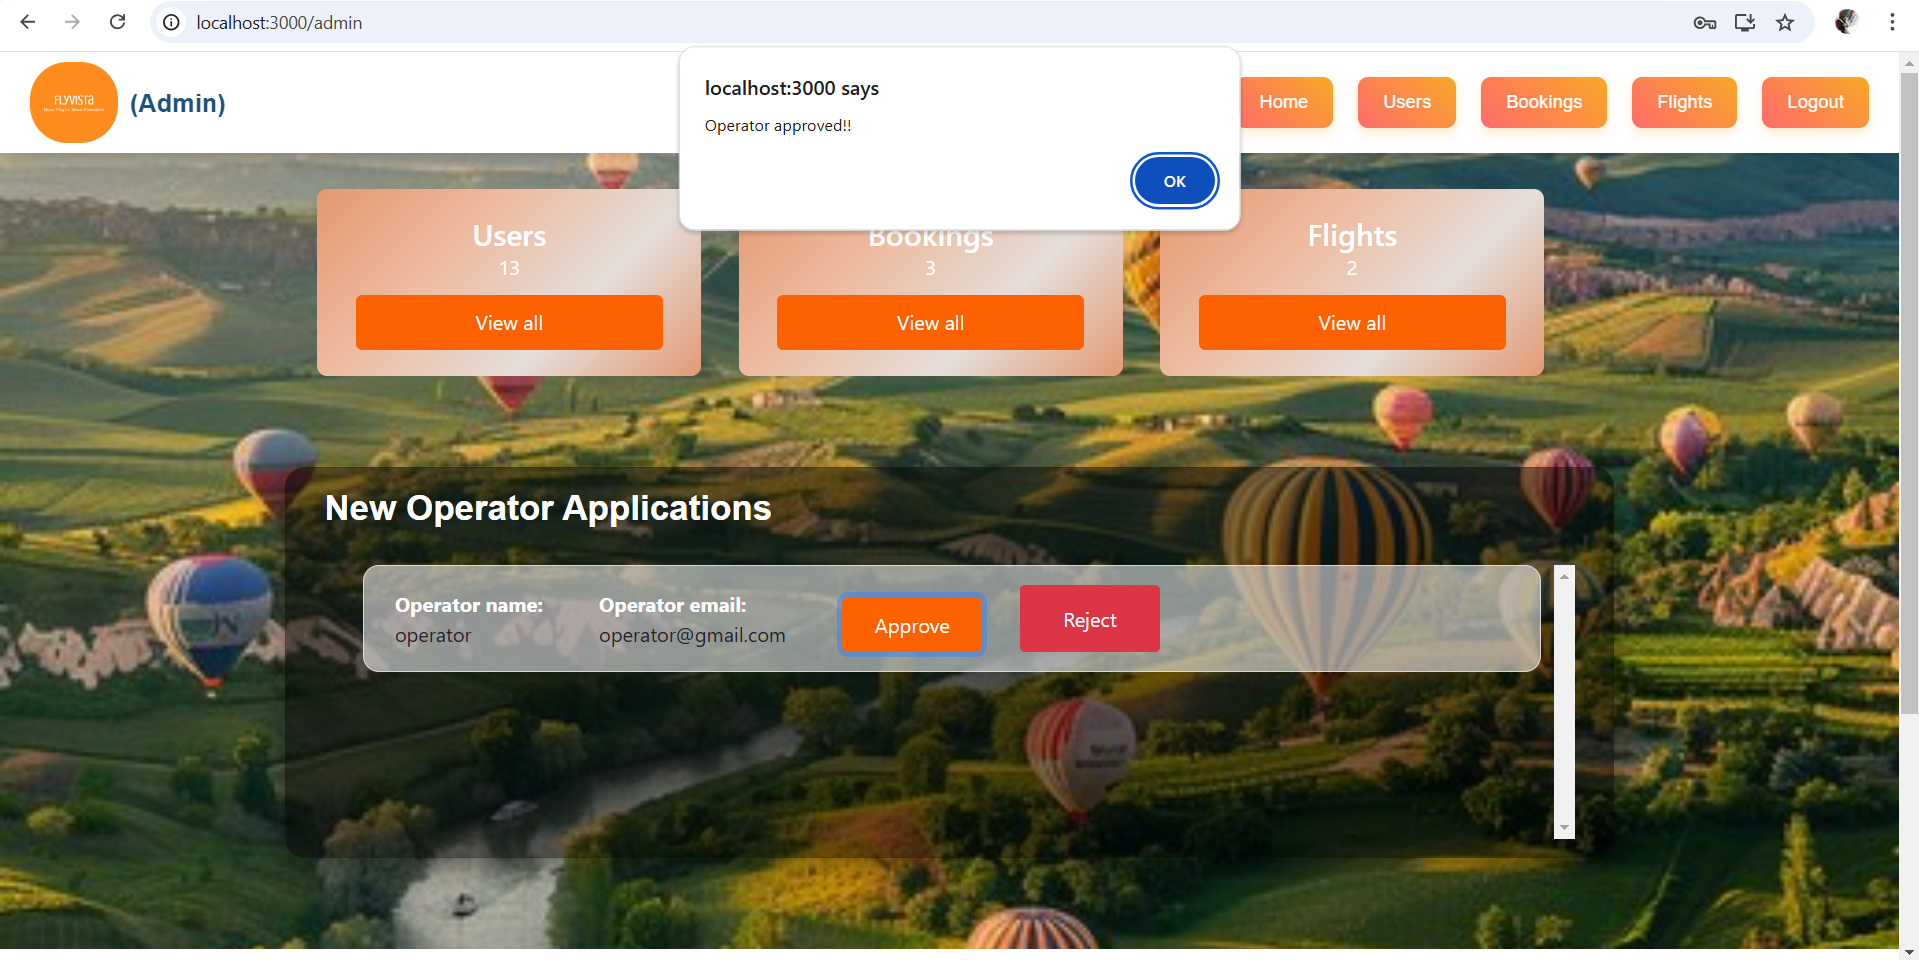 localhost:3000/admin
FLYVISTA
(Admin)
localhost:3000 says
Operator approved!!
OK
Home
Users
Bookings
Flights
Logout
Users
13
View all
Bookings
3
View all
Flights
2
View all
New Operator Applications
Operator name:
operator
Operator email:
operator@gmail.com
Approve
Reject